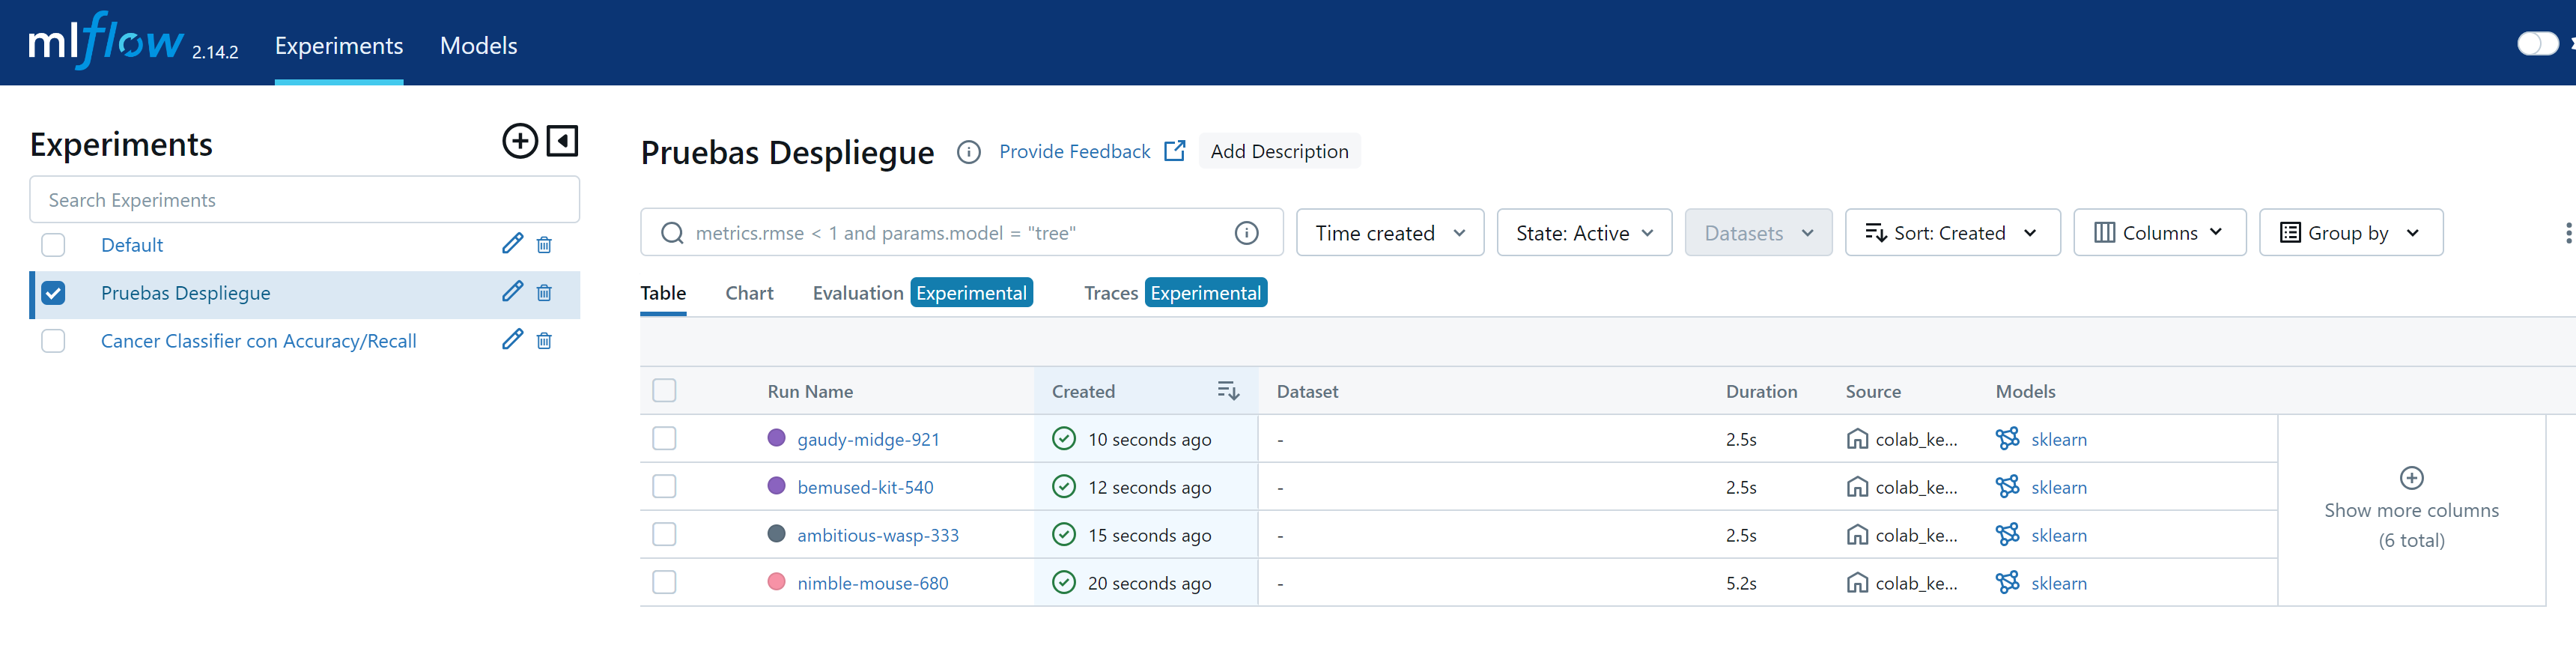 mlflow 2.14.2 Experiments Models
Experiments
Search Experiments
Default
Pruebas Despliegue
Cancer Classifier con Accuracy/Recall
Pruebas Despliegue Provide Feedback Add Description
metrics.rmse < 1 and params.model = "tree" Time created State: Active Datasets Sort: Created Columns Group by
Table Chart Evaluation Experimental Traces Experimental
Run Name Created Dataset Duration Source Models
gaudy-midge-921 10 seconds ago - 2.5s colab_ke... sklearn
bemused-kit-540 12 seconds ago - 2.5s colab_ke... sklearn
ambitious-wasp-333 15 seconds ago - 2.5s colab_ke... sklearn
nimble-mouse-680 20 seconds ago - 5.2s colab_ke... sklearn
Show more columns
(6 total)